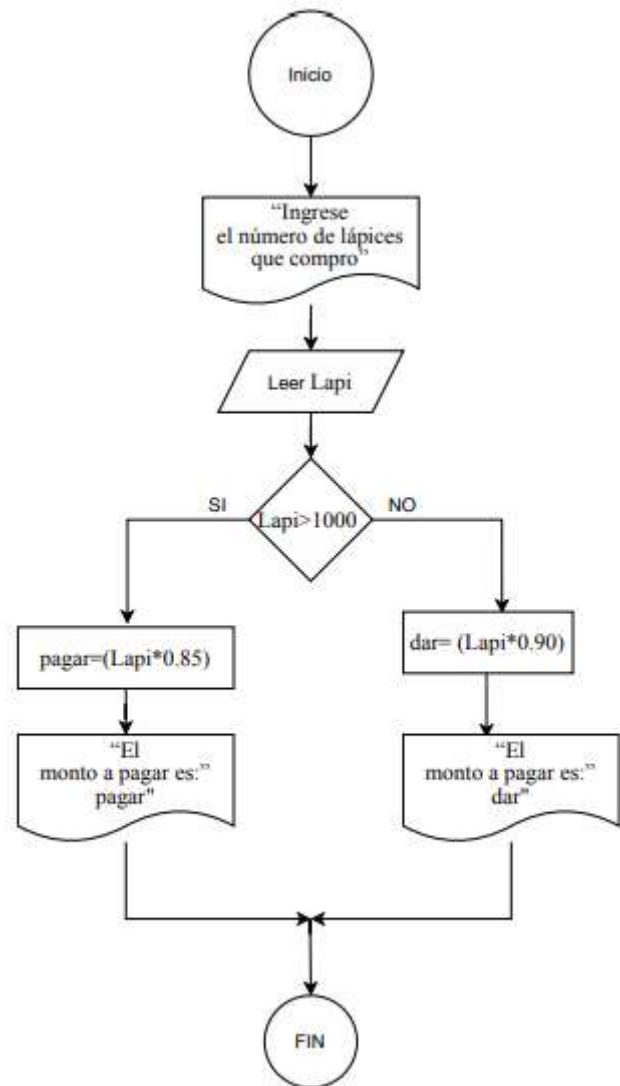 Inicio
“Ingrese
el número de lápices
que compro”
Leer Lapi
SI
Lapi>1000
NO
pagar=(Lapi*0.85)
dar= (Lapi*0.90)
“El
monto a pagar es:”
pagar"
“El
monto a pagar es:”
dar"
FIN